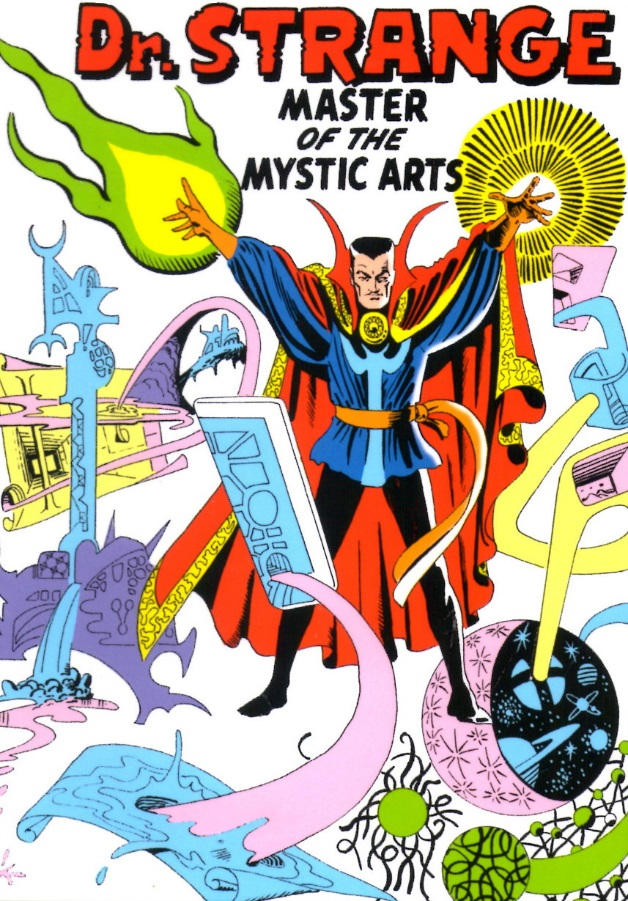 Dr. STRANGE
MASTER
OF THE
MYSTIC ARTS